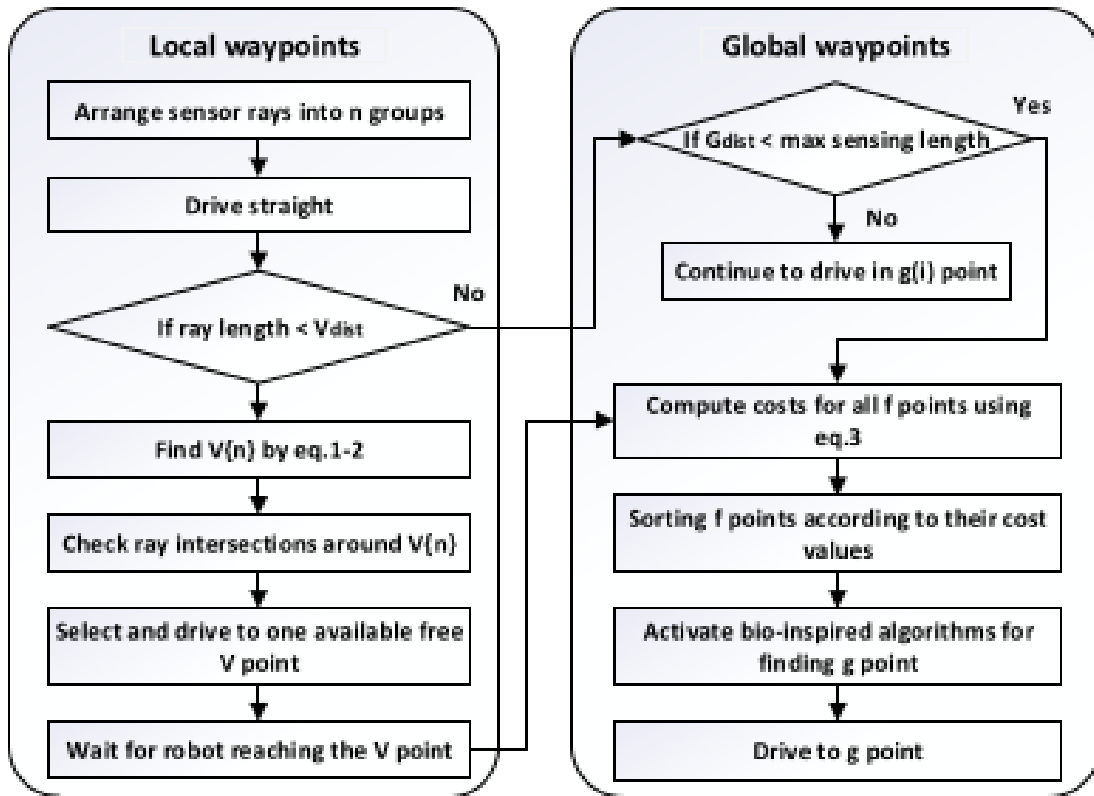 Local waypoints
Arrange sensor rays into n groups
Drive straight
If ray length < Vdist
No
Find V(n) by eq.1-2
Check ray intersections around V(n)
Select and drive to one available free
V point
Wait for robot reaching the V point
Global waypoints
If Gdist < max sensing length
Yes
No
Continue to drive in g(i) point
Compute costs for all f points using
eq.3
Sorting f points according to their cost
values
Activate bio-inspired algorithms for
finding g point
Drive to g point